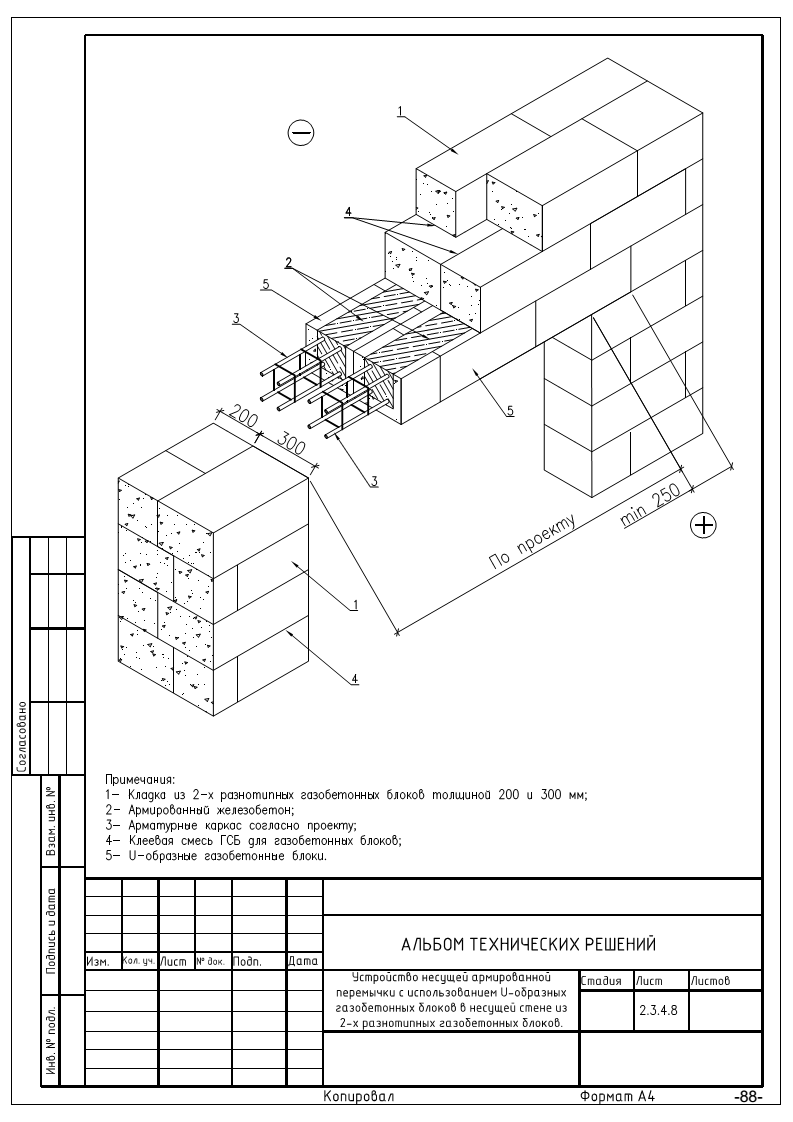 1
4
2
5
3
200
300
5
3
min 250
По проекту
1
4
Примечания:
1– Кладка из 2-х разнотипных газобетонных блоков толщиной 200 и 300 мм;
2– Армированный железобетон;
3– Арматурные каркас согласно проекту;
4– Клеевая смесь ГСБ для газобетонных блоков;
5– U-образные газобетонные блоки.
Согласовано
Взам. инв. №
Подпись и дата
Инв. № подл.
АЛЬБОМ ТЕХНИЧЕСКИХ РЕШЕНИЙ
Изм. Кол. уч. Лист № док. Подп. Дата
Устройство несущей армированной
перемычки с использованием U-образных
газобетонных блоков в несущей стене из
2-х разнотипных газобетонных блоков.
Стадия Лист Листов
2.3.4.8
Копировал Формат А4 -88-